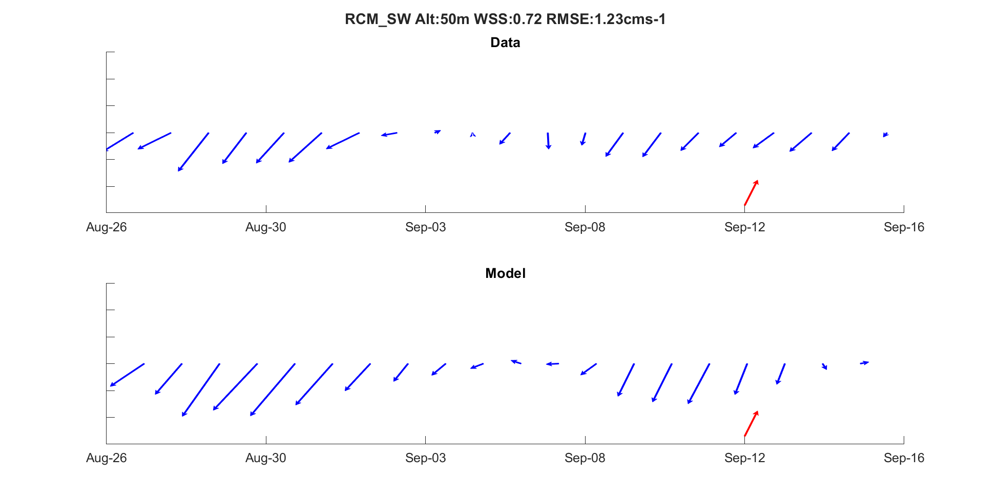 RCM_SW Alt:50m WSS:0.72 RMSE:1.23cms-1
Data
Aug-26 Aug-30 Sep-03 Sep-08 Sep-12 Sep-16
Model
Aug-26 Aug-30 Sep-03 Sep-08 Sep-12 Sep-16